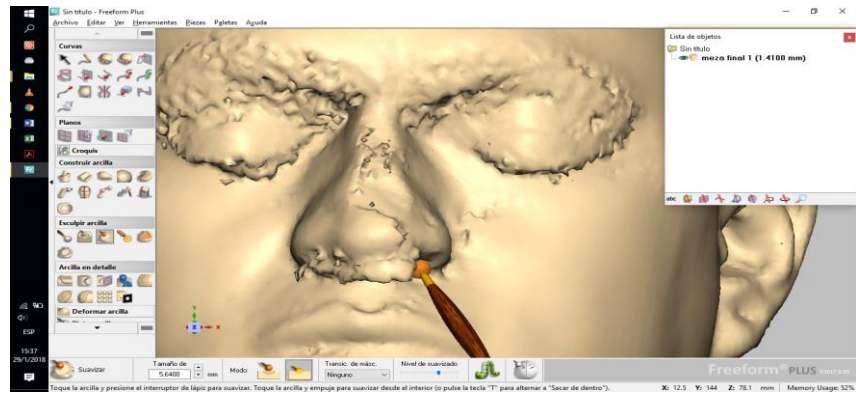 Sin título - Freeform Plus
Archivo Editar Ver Herramientas Piezas Paletas Ayuda
Curvas
Planos
Croquis
Construir arcilla
Esculpir arcilla
Arcilla en detalle
Deformar arcilla
Lista de objetos
Sin título
meza final 1 (1.4100 mm)
abc
ESP
15:37
29/1/2018
Suavizar
Tamaño de
5.6400 mm
Modo:
Transic. de másc.
Ninguno
Nivel de suavizado
Freeform PLUS
Toque la arcilla y presione el interruptor de lápiz para suavizar. Toque la arcilla y empuje para suavizar desde el interior (o pulse la tecla "T" para alternar a "Sacar de dentro").
X: 12.5 Y: 144 Z: 78.1 mm Memory Usage: 32%